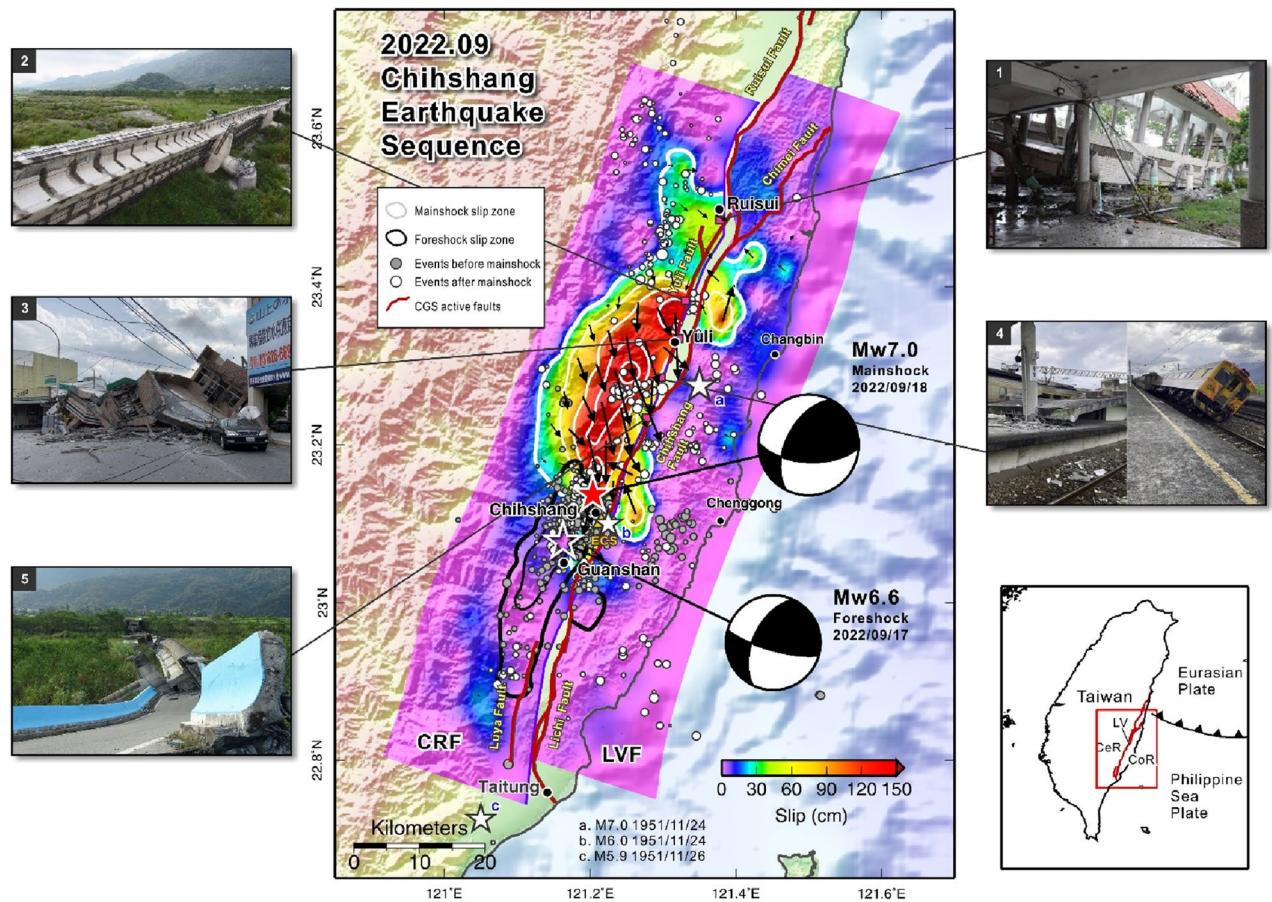 2022.09
Chihshang
Earthquake
Sequence
Mainshock slip zone
Foreshock slip zone
Events before mainshock
Events after mainshock
CGS active faults
2
3
5
1
4
23.6°N
23.4°N
23.2°N
23°N
22.8°N
Ruisui Fault
Chimei Fault
Ruisui
Yuli Fault
Yûli
Changbin
a
Chihshang
Fault
Mw7.0
Mainshock
2022/09/18
Chihshang
b
ECS
Chenggong
Guanshan
Mw6.6
Foreshock
2022/09/17
Luya Fault
Lichi Fault
CRF
LVF
Taitung
c
Kilometers
0 10 20
a. M7.0 1951/11/24
b. M6.0 1951/11/24
c. M5.9 1951/11/26
0 30 60 90 120 150
Slip (cm)
121°E
121.2°E
121.4°E
121.6°E
Taiwan
Eurasian
Plate
LV
CeR
CoR
Philippine
Sea
Plate